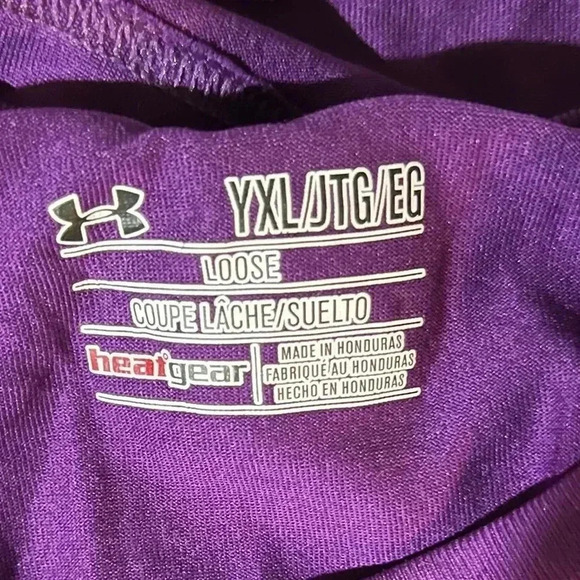 YXL/JTG/EG
LOOSE
COUPE LÂCHE/SUELTO
heatgear
MADE IN HONDURAS
FABRIQUÉ AU HONDURAS
HECHO EN HONDURAS